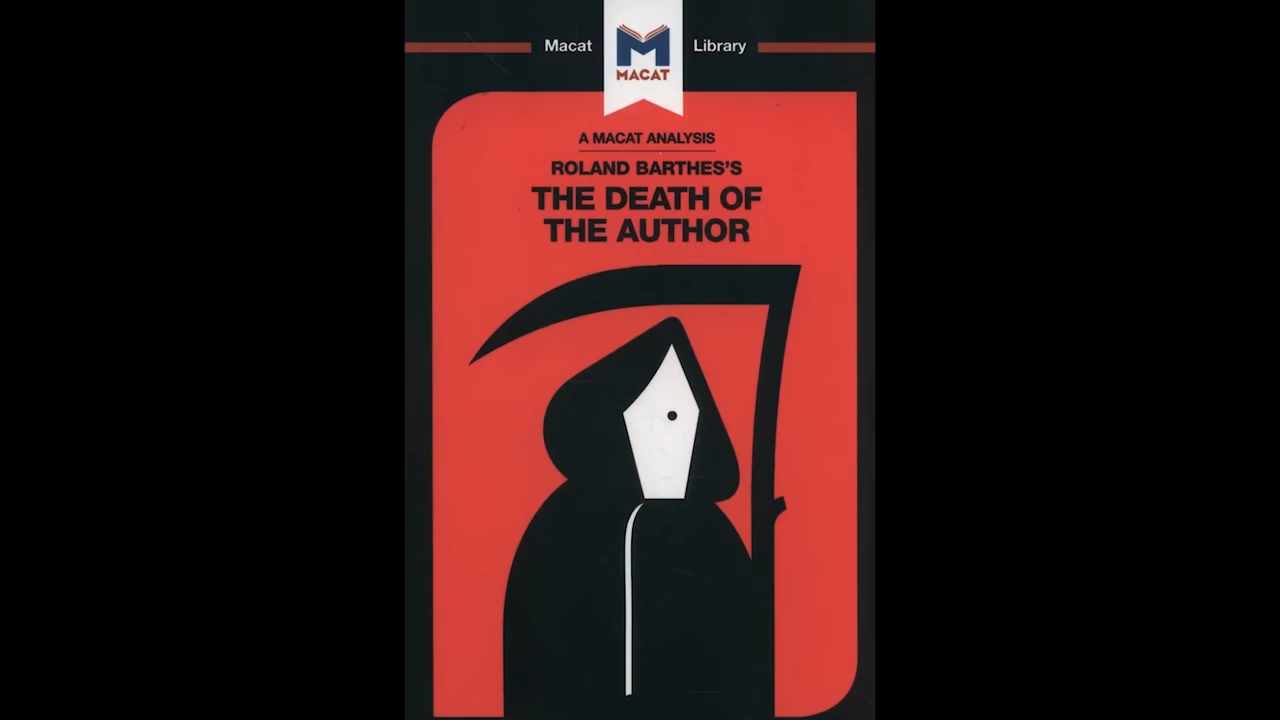 Macat Library
MACAT
A MACAT ANALYSIS
ROLAND BARTHES'S
THE DEATH OF
THE AUTHOR